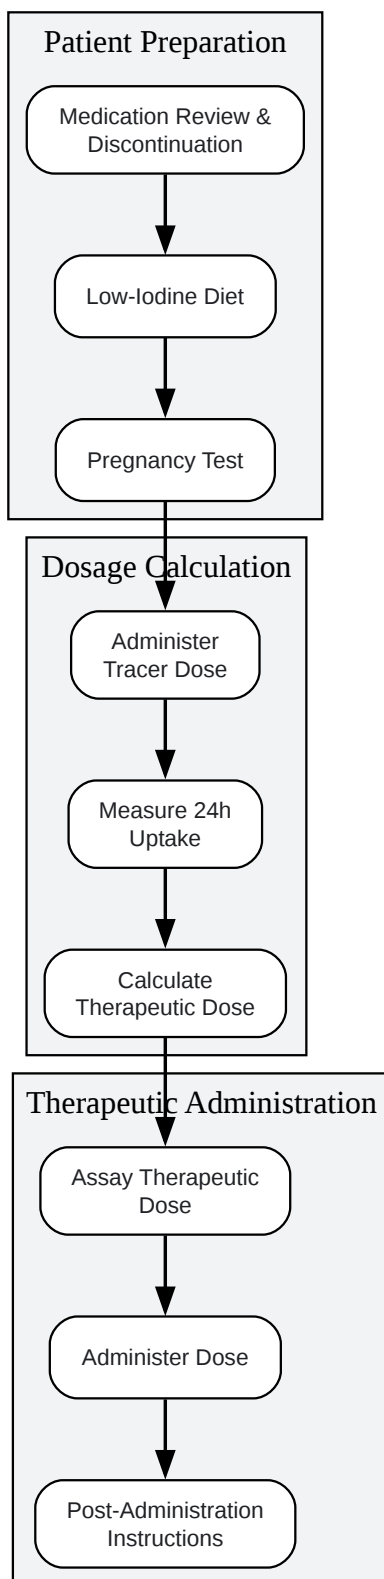 Patient Preparation
Medication Review &
Discontinuation
Low-Iodine Diet
Pregnancy Test
Dosage Calculation
Administer
Tracer Dose
Measure 24h
Uptake
Calculate
Therapeutic Dose
Therapeutic Administration
Assay Therapeutic
Dose
Administer Dose
Post-Administration
Instructions